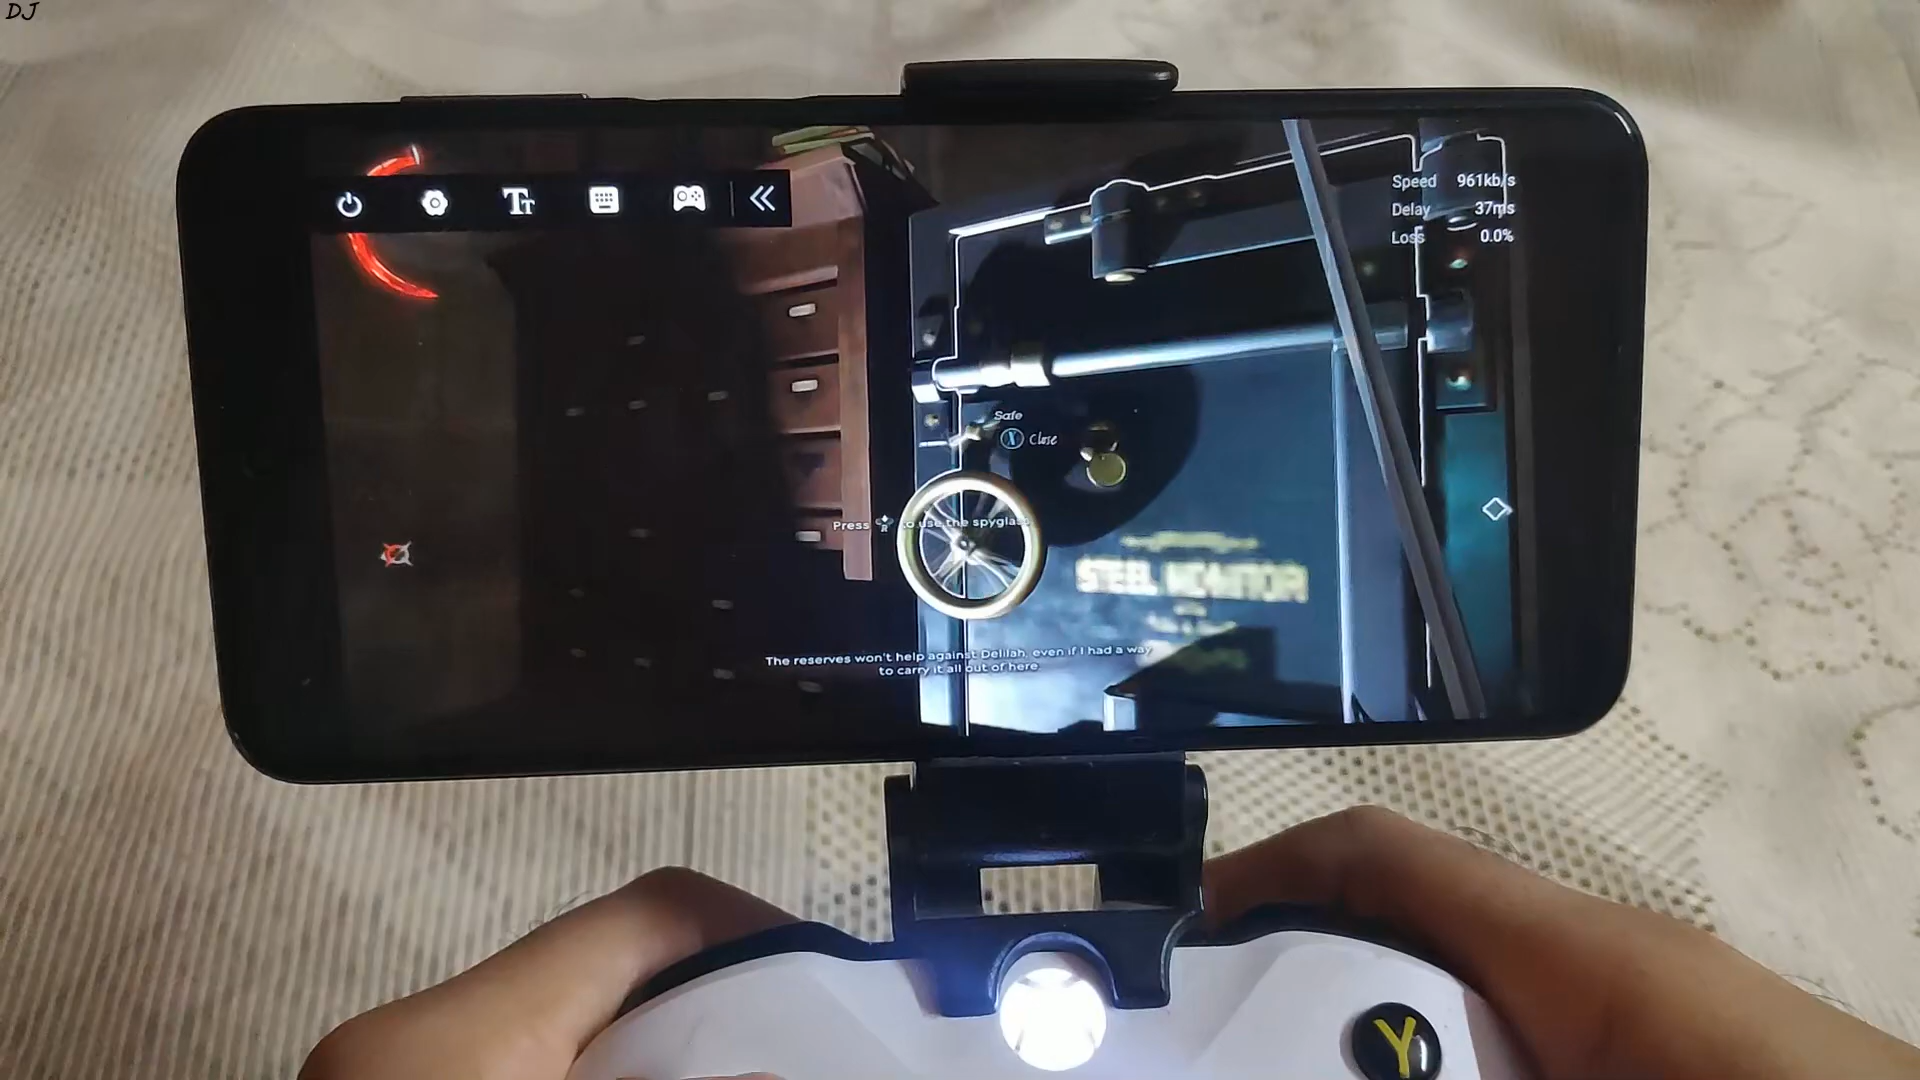 DJ
Speed 961kb/s
Delay 37ms
Loss 0.0%
TT
Safe
X Close
Press R to use the spyglass
STEEL MONITOR
The reserves won't help against Delilah, even if I had a way
to carry it all out of here.
Y